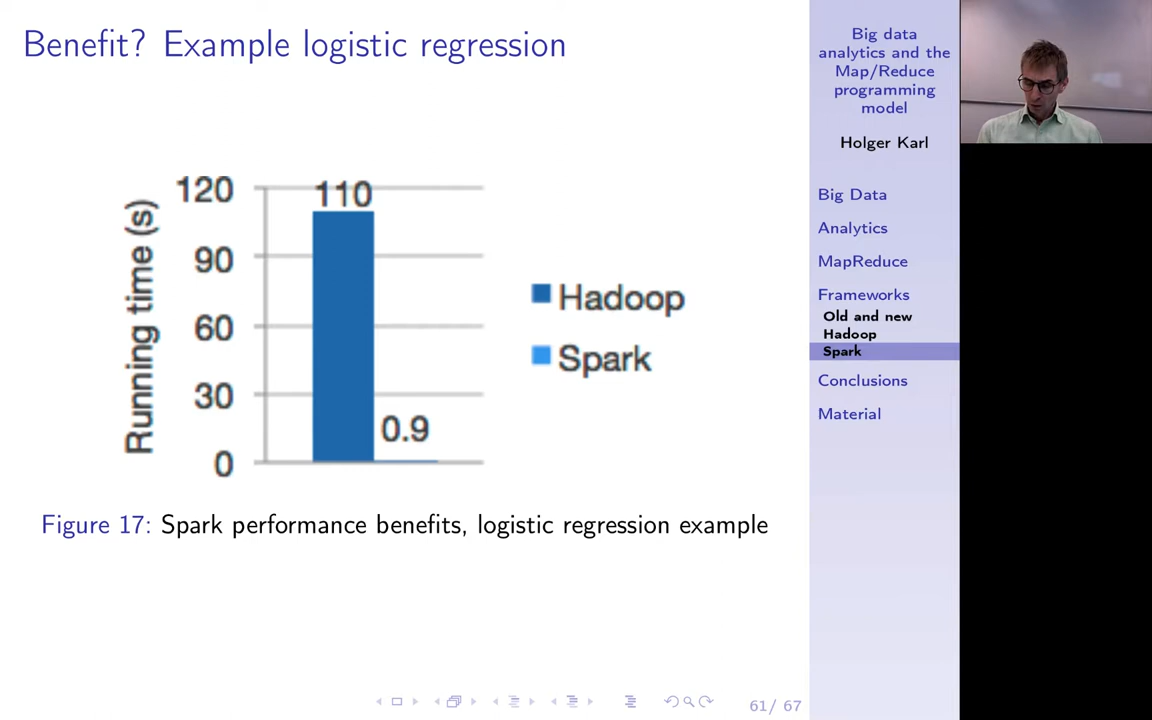 Benefit? Example logistic regression
120
110
90
60
30
0
0.9
Running time (s)
Hadoop
Spark
Figure 17: Spark performance benefits, logistic regression example
61/ 67
Big data
analytics and the
Map/Reduce
programming
model
Holger Karl
Big Data
Analytics
MapReduce
Frameworks
Old and new
Hadoop
Spark
Conclusions
Material